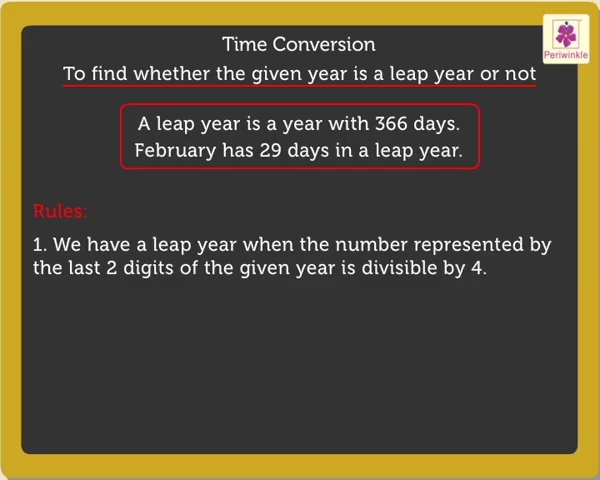 Time Conversion
Periwinkle
To find whether the given year is a leap year or not
A leap year is a year with 366 days.
February has 29 days in a leap year.
Rules:
1. We have a leap year when the number represented by
the last 2 digits of the given year is divisible by 4.